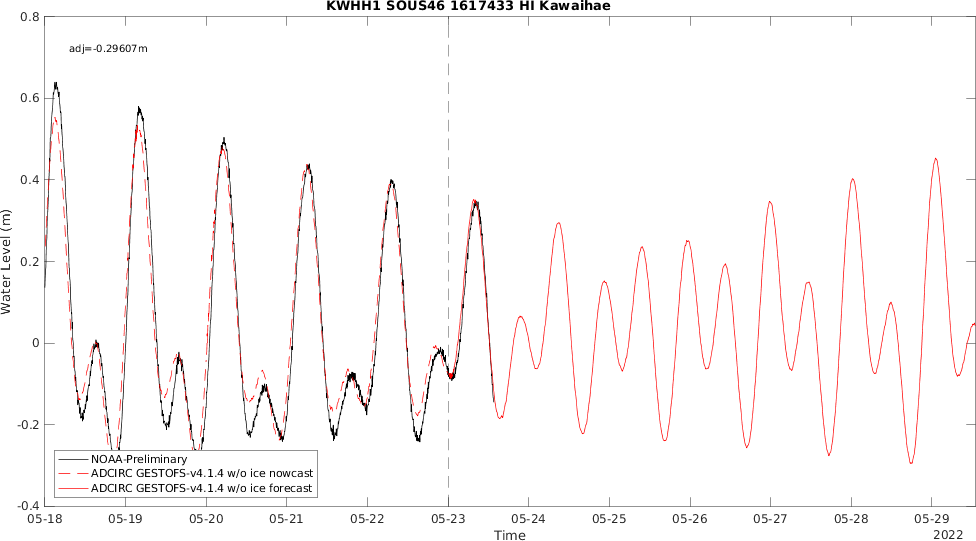 KWHH1 SOUS46 1617433 HI Kawaihae
adj=-0.29607m
Water Level (m)
0.8
0.6
0.4
0.2
0
-0.2
-0.4
NOAA-Preliminary
ADCIRC GESTOFS-v4.1.4 w/o ice nowcast
ADCIRC GESTOFS-v4.1.4 w/o ice forecast
05-18 05-19 05-20 05-21 05-22 05-23 05-24 05-25 05-26 05-27 05-28 05-29
Time
2022